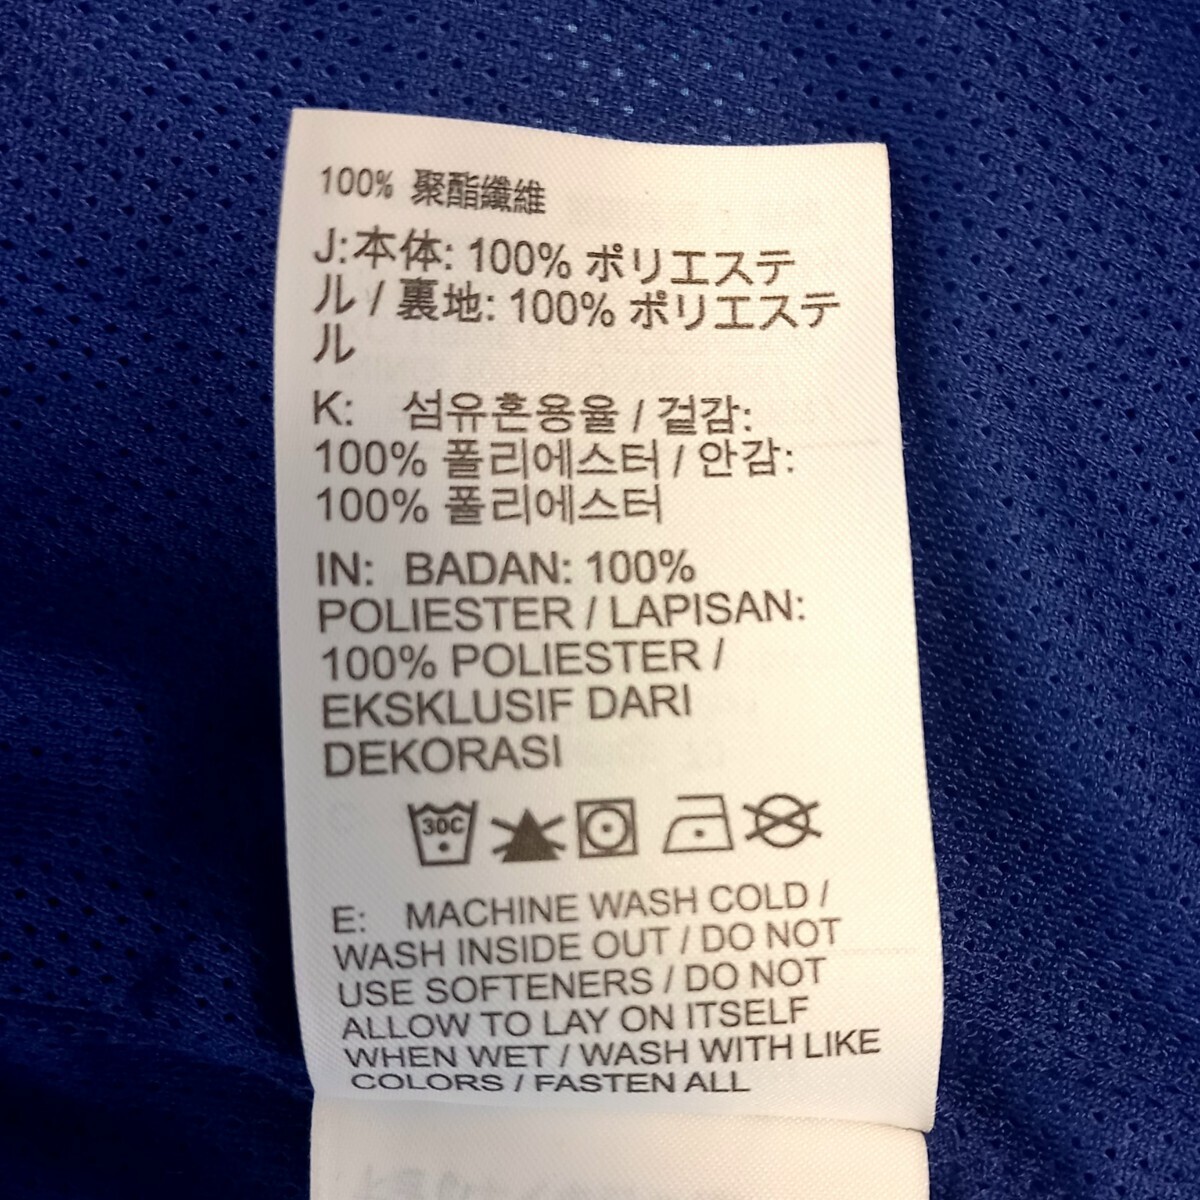 100% 聚酯纖維
J:本体: 100% ポリエステ
ル / 裏地: 100% ポリエステ
ル
K: 섬유혼용율 / 겉감:
100% 폴리에스터 / 안감:
100% 폴리에스터
IN: BADAN: 100%
POLIESTER / LAPISAN:
100% POLIESTER /
EKSKLUSIF DARI
DEKORASI
30C
E: MACHINE WASH COLD /
WASH INSIDE OUT / DO NOT
USE SOFTENERS / DO NOT
ALLOW TO LAY ON ITSELF
WHEN WET / WASH WITH LIKE
COLORS / FASTEN ALL